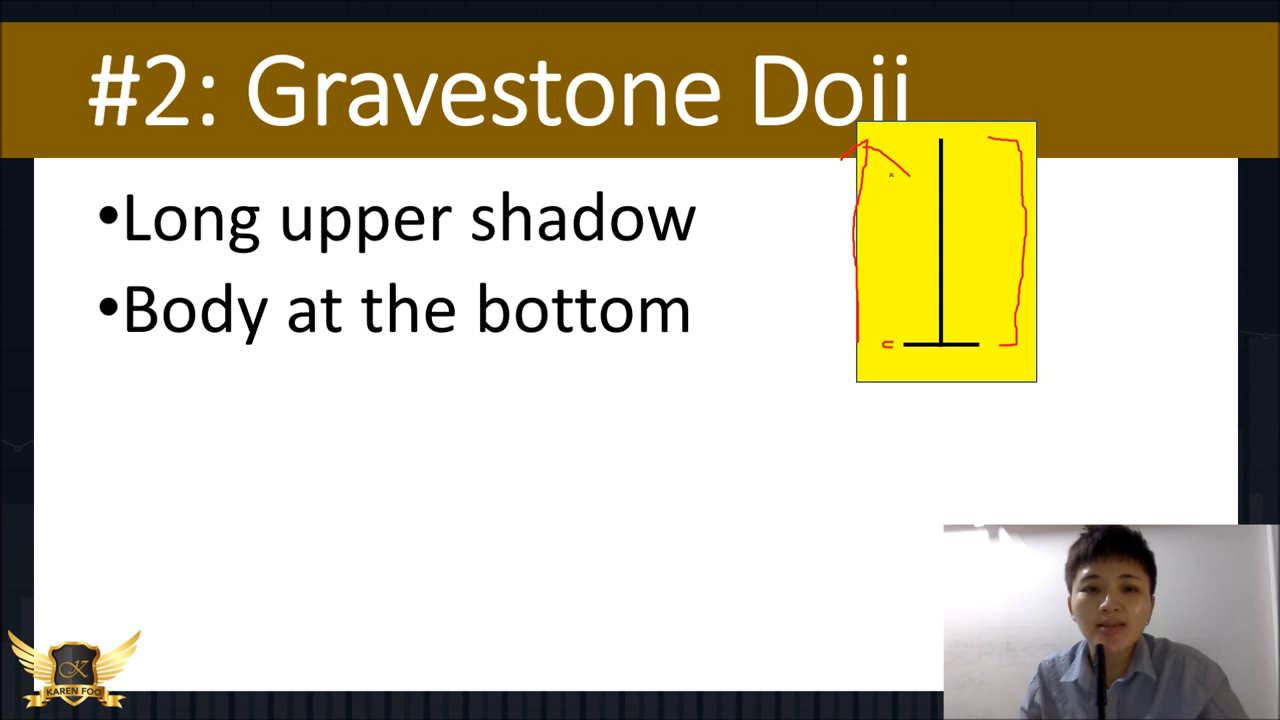 #2: Gravestone Doji
•Long upper shadow
•Body at the bottom
K
KAREN FOO